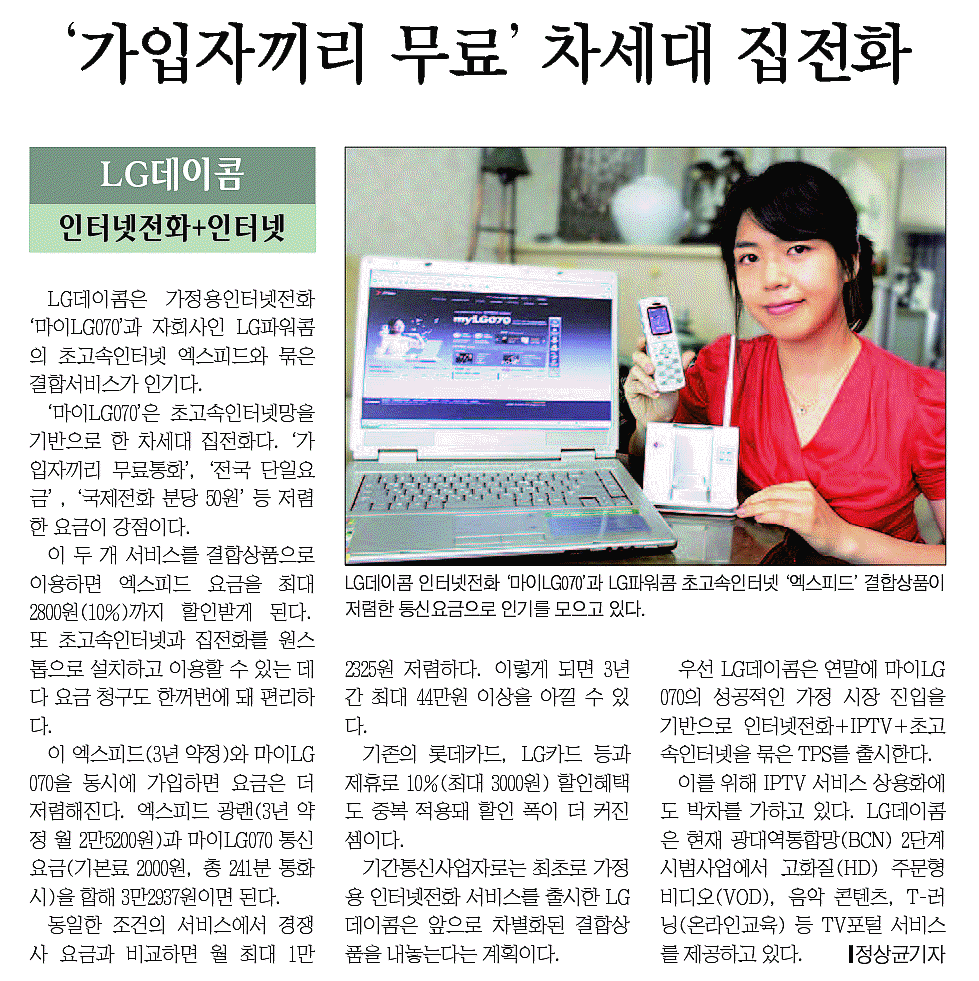 ‘가입자끼리 무료’ 차세대 집전화
LG데이콤
인터넷전화+인터넷
LG데이콤은 가정용인터넷전화
‘마이LG070’과 자회사인 LG파워콤
의 초고속인터넷 엑스피드와 묶은
결합서비스가 인기다.
‘마이LG070’은 초고속인터넷망을
기반으로 한 차세대 집전화다. ‘가
입자끼리 무료통화’, ‘전국 단일요
금’ , ‘국제전화 분당 50원’ 등 저렴
한 요금이 강점이다.
이 두 개 서비스를 결합상품으로
이용하면 엑스피드 요금을 최대
2800원(10%)까지 할인받게 된다.
또 초고속인터넷과 집전화를 원스
톱으로 설치하고 이용할 수 있는 데
다 요금 청구도 한꺼번에 돼 편리하
다.
이 엑스피드(3년 약정)와 마이LG
070을 동시에 가입하면 요금은 더
저렴해진다. 엑스피드 광랜(3년 약
정 월 2만5200원)과 마이LG070 통신
요금(기본료 2000원, 총 241분 통화
시)을 합해 3만2937원이면 된다.
동일한 조건의 서비스에서 경쟁
사 요금과 비교하면 월 최대 1만
myLG070
LG데이콤 인터넷전화 ‘마이LG070’과 LG파워콤 초고속인터넷 ‘엑스피드’ 결합상품이
저렴한 통신요금으로 인기를 모으고 있다.
2325원 저렴하다. 이렇게 되면 3년
간 최대 44만원 이상을 아낄 수 있
다.
기존의 롯데카드, LG카드 등과
제휴로 10%(최대 3000원) 할인혜택
도 중복 적용돼 할인 폭이 더 커진
셈이다.
기간통신사업자로는 최초로 가정
용 인터넷전화 서비스를 출시한 LG
데이콤은 앞으로 차별화된 결합상
품을 내놓는다는 계획이다.
우선 LG데이콤은 연말에 마이LG
070의 성공적인 가정 시장 진입을
기반으로 인터넷전화+IPTV+초고
속인터넷을 묶은 TPS를 출시한다.
이를 위해 IPTV 서비스 상용화에
도 박차를 가하고 있다. LG데이콤
은 현재 광대역통합망(BCN) 2단계
시범사업에서 고화질(HD) 주문형
비디오(VOD), 음악 콘텐츠, T-러
닝(온라인교육) 등 TV포털 서비스
를 제공하고 있다. ∥정상균기자